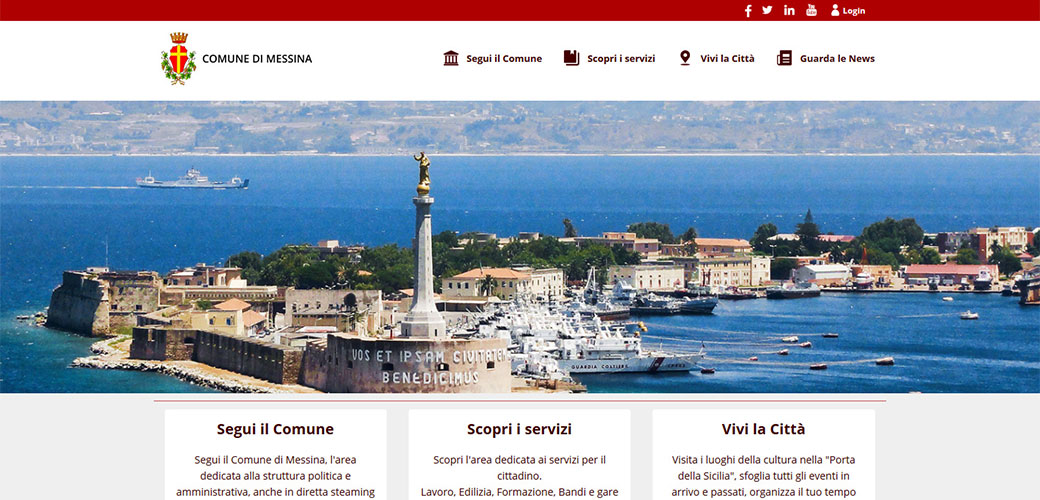 Login
COMUNE DI MESSINA
Segui il Comune
Scopri i servizi
Vivi la Città
Guarda le News
VOS ET IPSAM CIVITATEM
BENEDICIMUS
GUARDIA COSTIERA
Segui il Comune
Segui il Comune di Messina, l'area
dedicata alla struttura politica e
amministrativa, anche in diretta steaming
Scopri i servizi
Scopri l'area dedicata ai servizi per il
cittadino.
Lavoro, Edilizia, Formazione, Bandi e gare
Vivi la Città
Visita i luoghi della cultura nella "Porta
della Sicilia", sfoglia tutti gli eventi in
arrivo e passati, organizza il tuo tempo